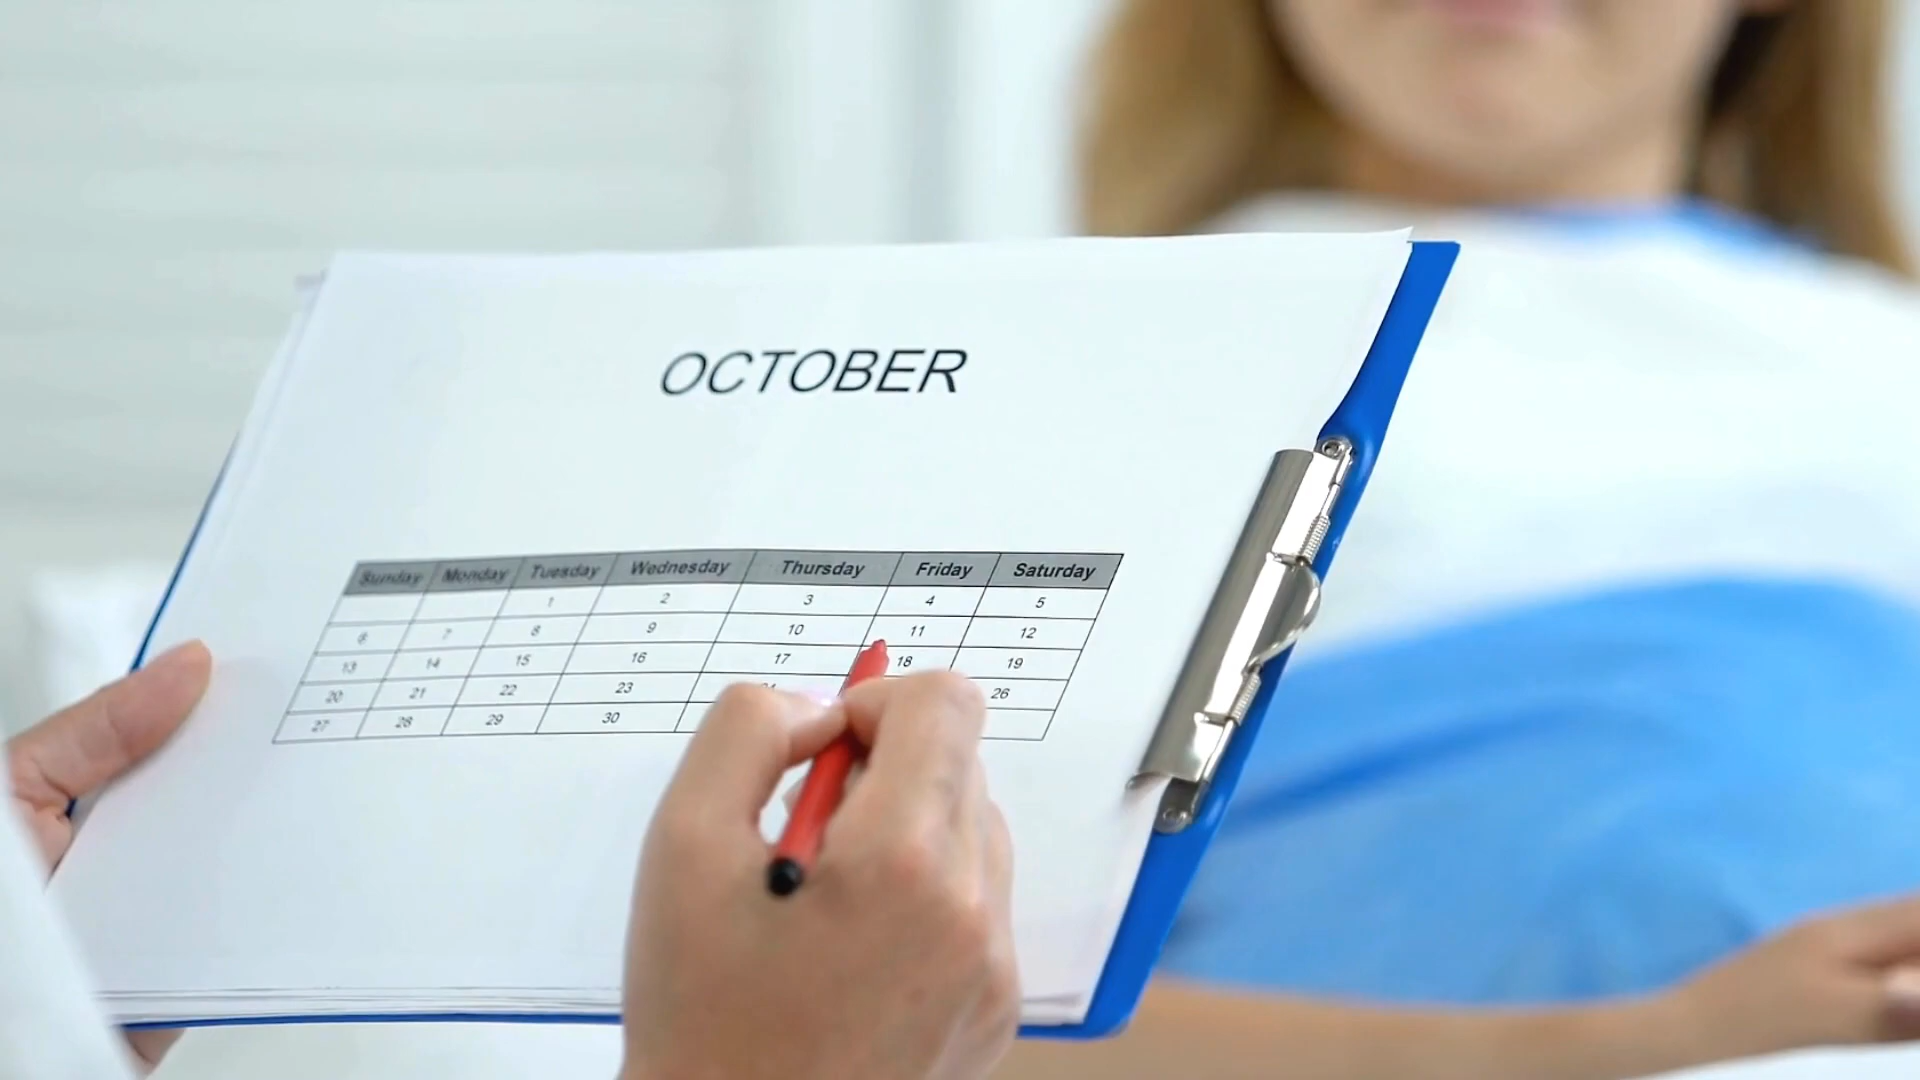 OCTOBER
Sunday Monday Tuesday Wednesday Thursday Friday Saturday
1 2 3 4 5
6 7 8 9 10 11 12
13 14 15 16 17 18 19
20 21 22 23 26
27 28 29 30